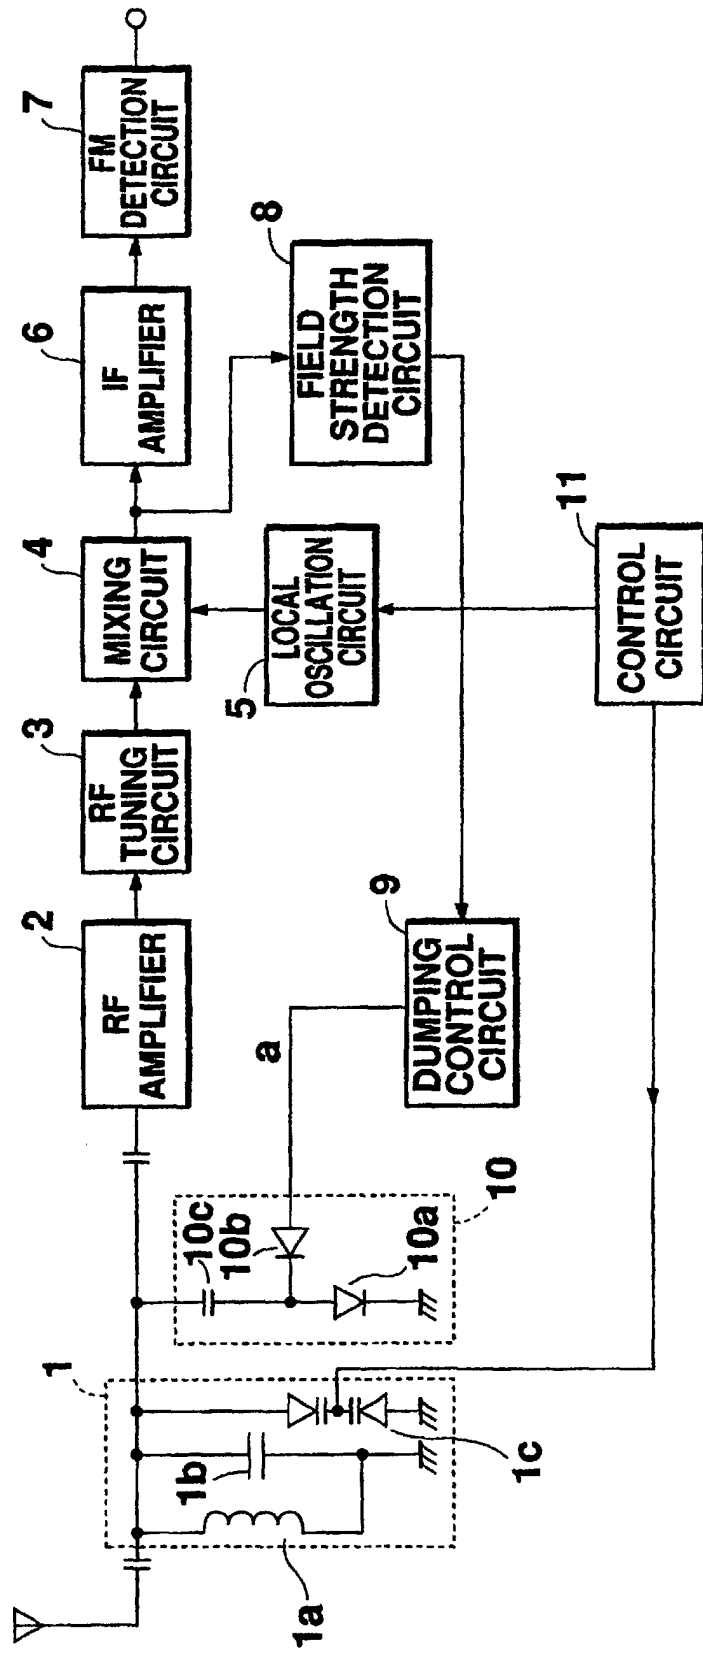 1
2
RF
AMPLIFIER
3
RF
TUNING
CIRCUIT
4
MIXING
CIRCUIT
6
IF
AMPLIFIER
7
FM
DETECTION
CIRCUIT
1a
1b
1c
10c
10b
10a
10
a
9
DUMPING
CONTROL
CIRCUIT
5
LOCAL
OSCILLATION
CIRCUIT
8
FIELD
STRENGTH
DETECTION
CIRCUIT
11
CONTROL
CIRCUIT